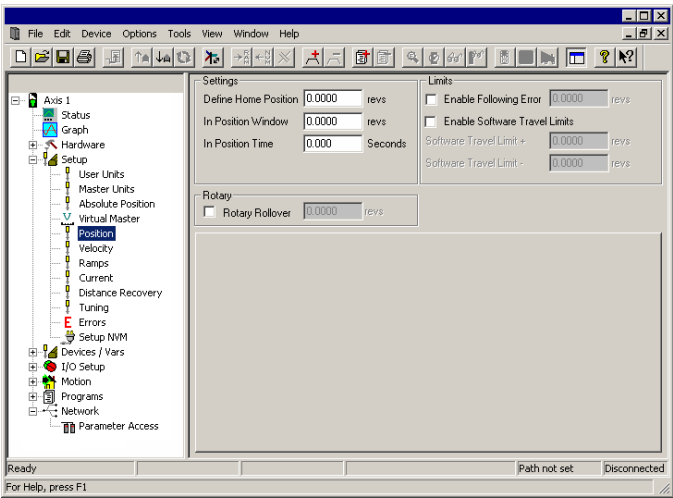 File Edit Device Options Tools View Window Help
Axis 1
Status
Graph
Hardware
Setup
User Units
Master Units
Absolute Position
Virtual Master
Position
Velocity
Ramps
Current
Distance Recovery
Tuning
E Errors
Setup NVM
Devices / Vars
I/O Setup
Motion
Programs
Network
Parameter Access
Settings
Define Home Position 0.0000 revs
In Position Window 0.0000 revs
In Position Time 0.000 Seconds
Limits
Enable Following Error 0.0000 revs
Enable Software Travel Limits
Software Travel Limit + 0.0000 revs
Software Travel Limit - 0.0000 revs
Rotary
Rotary Rollover 0.0000 revs
Ready Path not set Disconnected
For Help, press F1